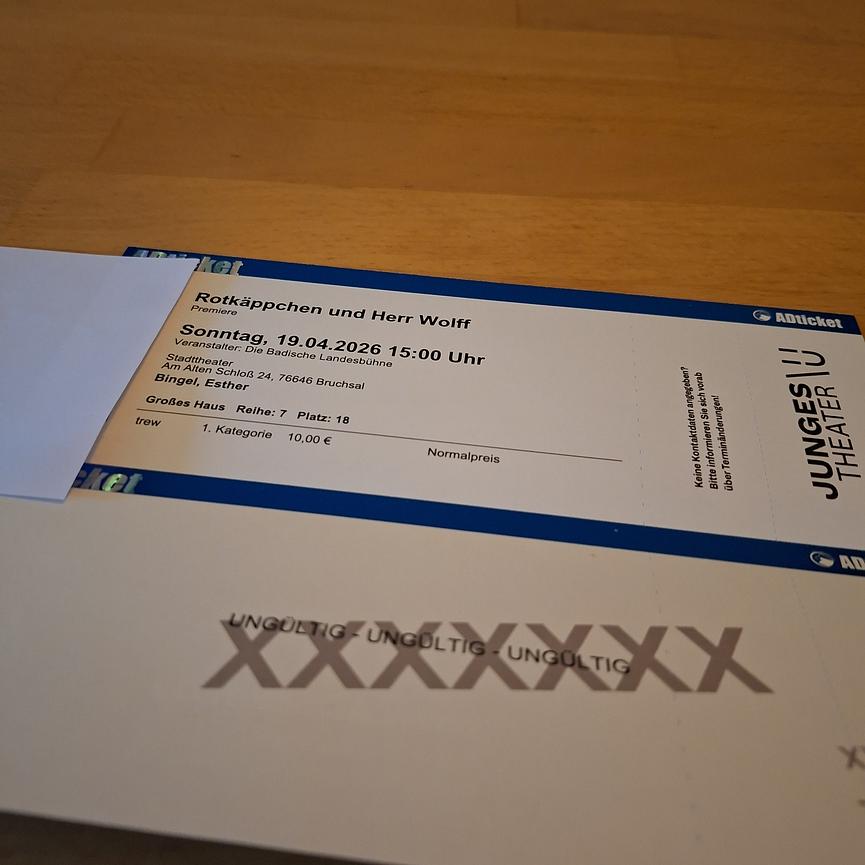 ADticket
ADticket
Rotkäppchen und Herr Wolff
Premiere
Sonntag, 19.04.2026 15:00 Uhr
Veranstalter: Die Badische Landesbühne
Stadttheater
Am Alten Schloß 24, 76646 Bruchsal
Bingel, Esther
Großes Haus Reihe: 7 Platz: 18
trew 1. Kategorie 10,00 € Normalpreis
Keine Kontaktdaten angegeben?
Bitte informieren Sie sich vorab
über Terminänderungen!
JUNGES
THEATER
cket
AD
UNGÜLTIG - UNGÜLTIG - UNGÜLTIG
XXXXXXX